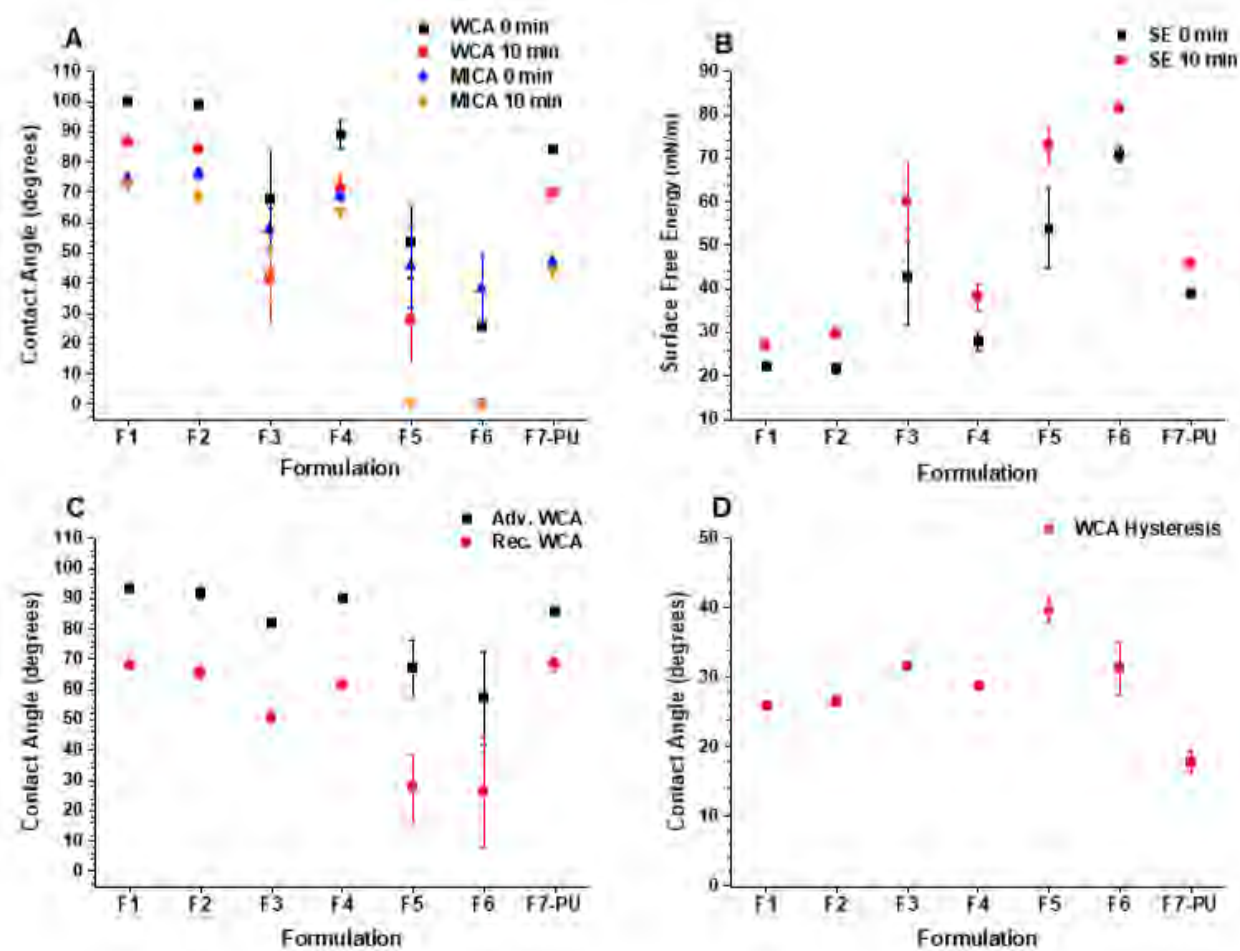 A
WCA 0 min
WCA 10 min
MICA 0 min
MICA 10 min
110
100
90
80
70
60
50
40
30
20
10
0
Contact Angle (degrees)
F1 F2 F3 F4 F5 F6 F7-PU
Formulation
B
SE 0 min
SE 10 min
90
80
70
60
50
40
30
20
10
Surface Free Energy (mN/m)
F1 F2 F3 F4 F5 F6 F7-PU
Formulation
C
Adv. WCA
Rec. WCA
110
100
90
80
70
60
50
40
30
20
10
0
Contact Angle (degrees)
F1 F2 F3 F4 F5 F6 F7-PU
Formulation
D
WCA Hysteresis
50
40
30
20
10
0
Contact Angle (degrees)
F1 F2 F3 F4 F5 F6 F7-PU
Formulation